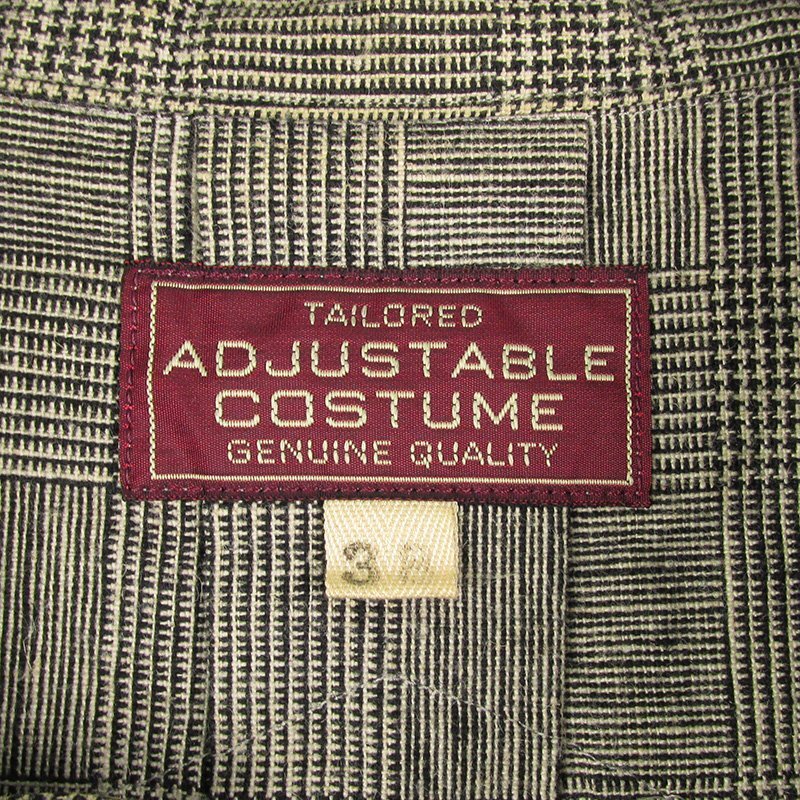 TAILORED
ADJUSTABLE
COSTUME
GENUINE QUALITY